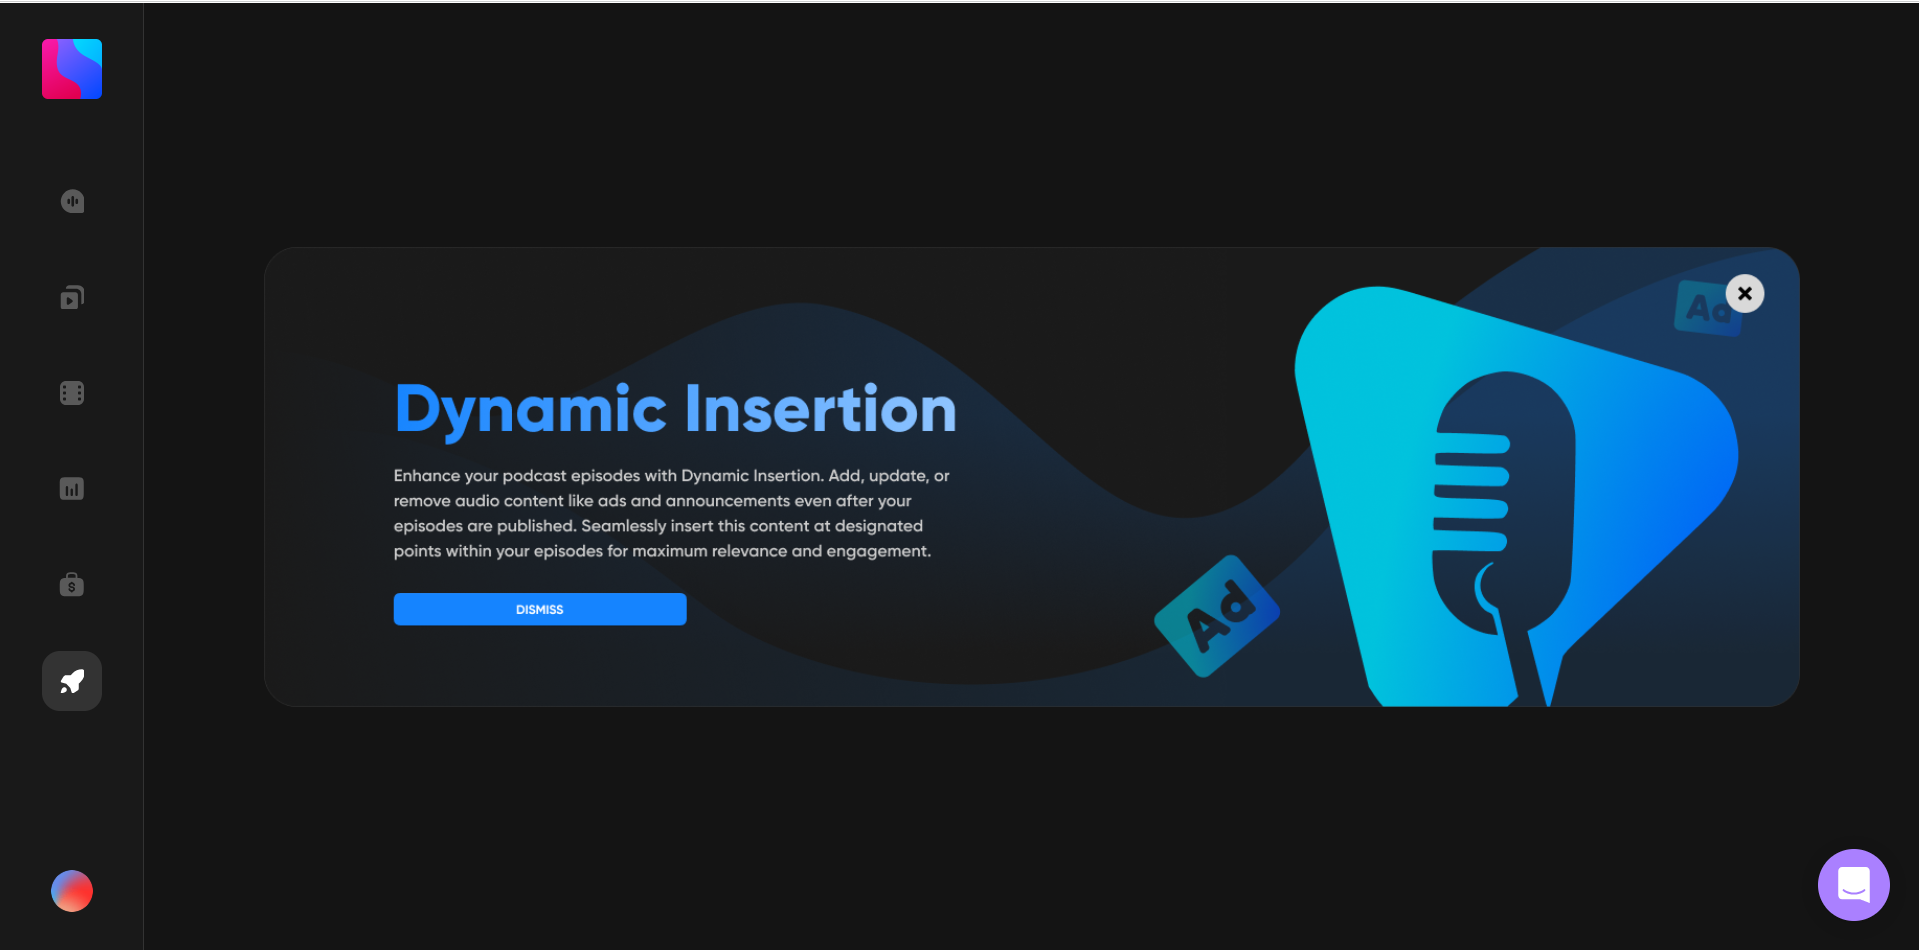 Ad
Dynamic Insertion
Enhance your podcast episodes with Dynamic Insertion. Add, update, or
remove audio content like ads and announcements even after your
episodes are published. Seamlessly insert this content at designated
points within your episodes for maximum relevance and engagement.
DISMISS
Ad
$